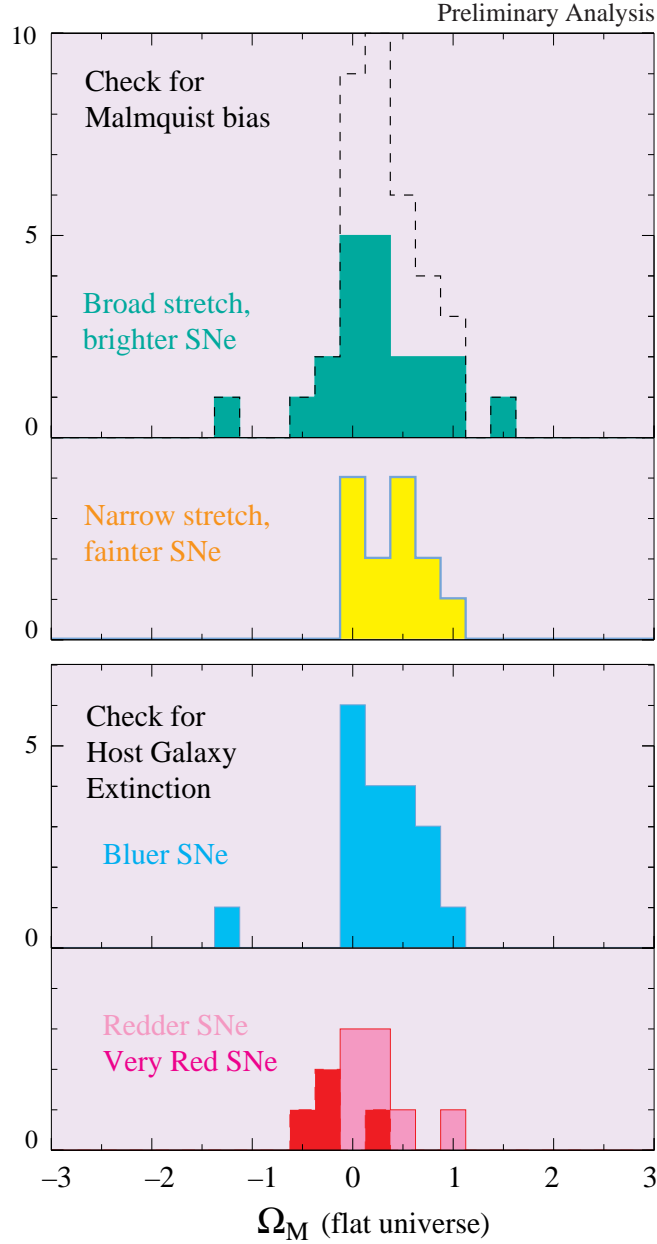 Preliminary Analysis
10
Check for
Malmquist bias
5
Broad stretch,
brighter SNe
0
Narrow stretch,
fainter SNe
0
Check for
Host Galaxy
Extinction
5
Bluer SNe
0
Redder SNe
Very Red SNe
0
–3 –2 –1 0 1 2 3
Ω_M (flat universe)